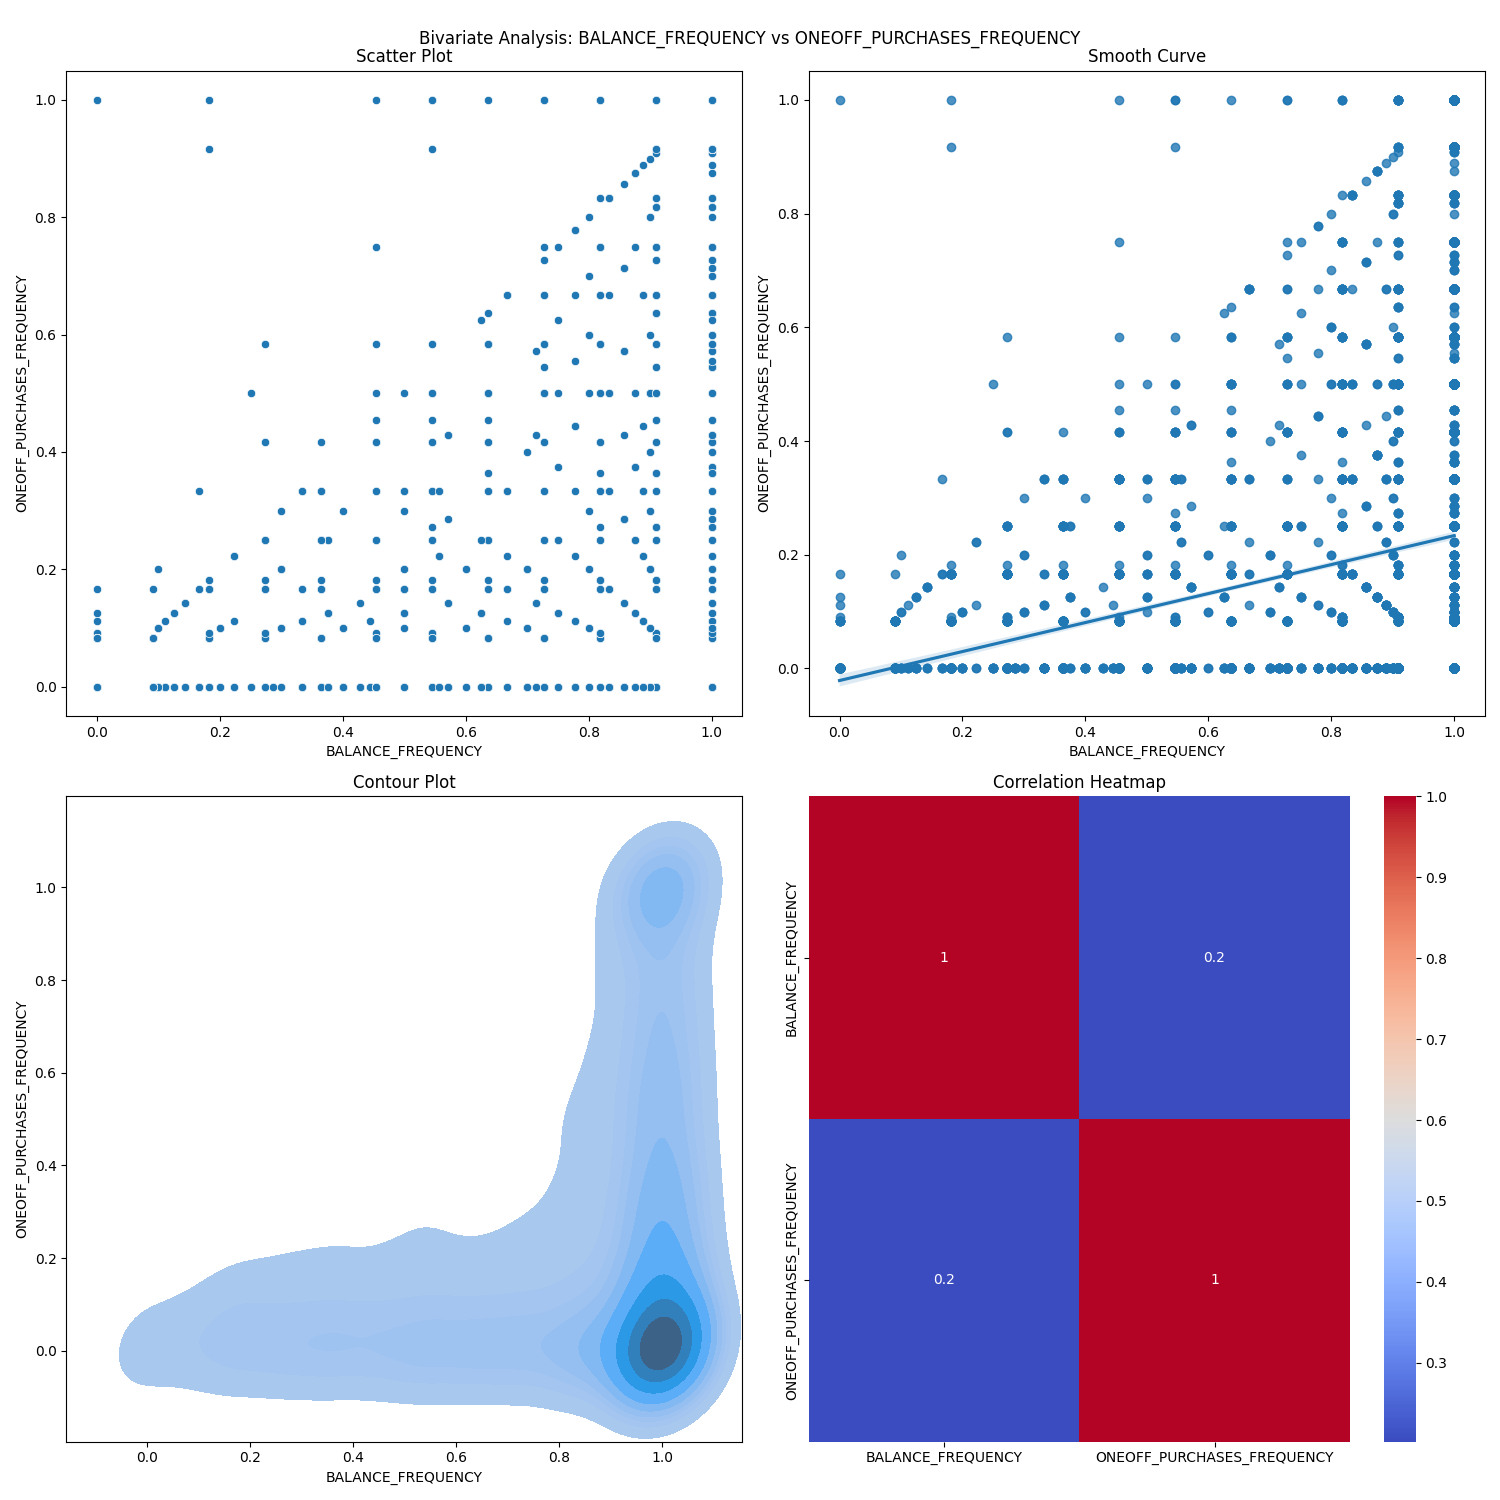 Bivariate Analysis: BALANCE_FREQUENCY vs ONEOFF_PURCHASES_FREQUENCY
Scatter Plot
1.0
0.8
0.6
0.4
0.2
0.0
ONEOFF_PURCHASES_FREQUENCY
0.0 0.2 0.4 0.6 0.8 1.0
BALANCE_FREQUENCY
Smooth Curve
1.0
0.8
0.6
0.4
0.2
0.0
ONEOFF_PURCHASES_FREQUENCY
0.0 0.2 0.4 0.6 0.8 1.0
BALANCE_FREQUENCY
Contour Plot
1.0
0.8
0.6
0.4
0.2
0.0
ONEOFF_PURCHASES_FREQUENCY
0.0 0.2 0.4 0.6 0.8 1.0
BALANCE_FREQUENCY
Correlation Heatmap
BALANCE_FREQUENCY
1 0.2
ONEOFF_PURCHASES_FREQUENCY
0.2 1
BALANCE_FREQUENCY ONEOFF_PURCHASES_FREQUENCY
1.0
0.9
0.8
0.7
0.6
0.5
0.4
0.3